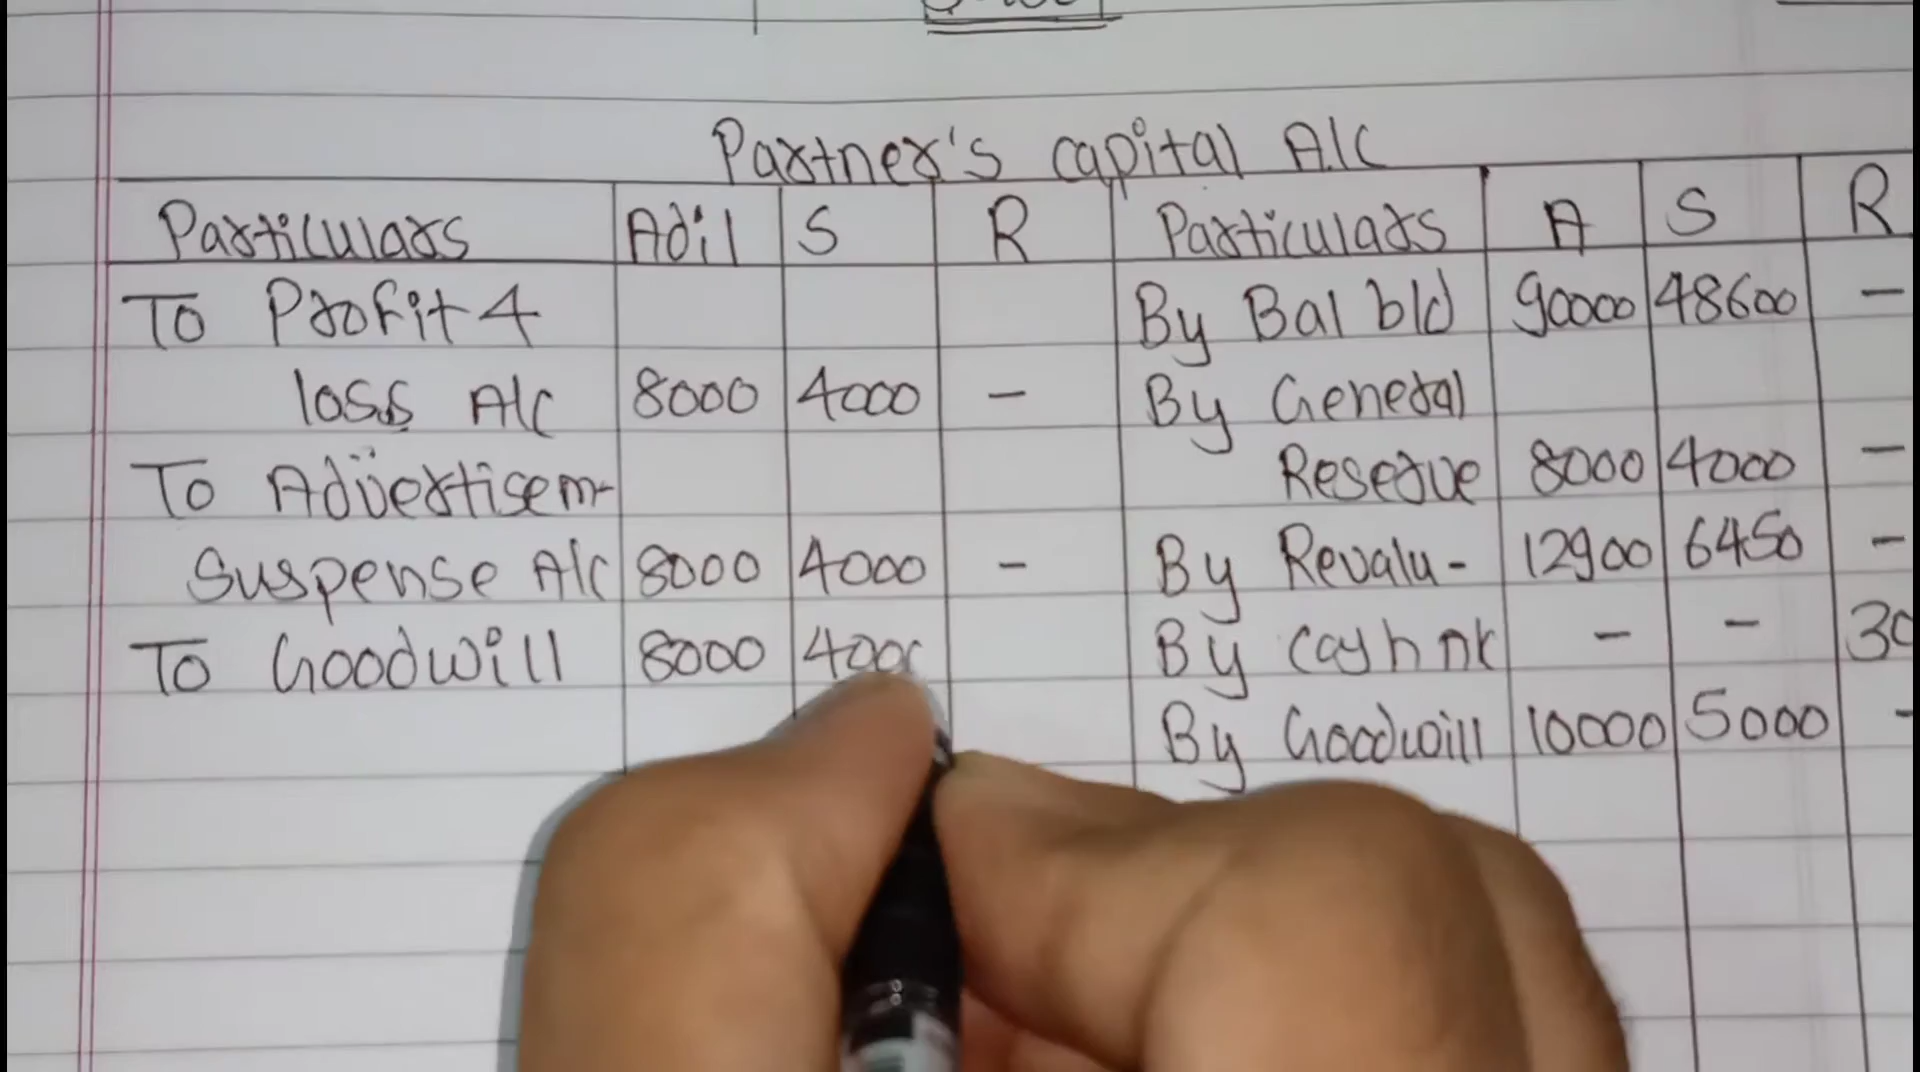 Partner's capital A/c
Particulars Adil S R Particulars A S R
To Profit & By Bal b/d 90000 48600 -
loss A/c 8000 4000 - By General
Reserve 8000 4000 -
To Advertisem-
Suspense A/c 8000 4000 - By Revalu- 12900 6450 -
To Goodwill 8000 400 By Cash - -
By Goodwill 10000 5000 -